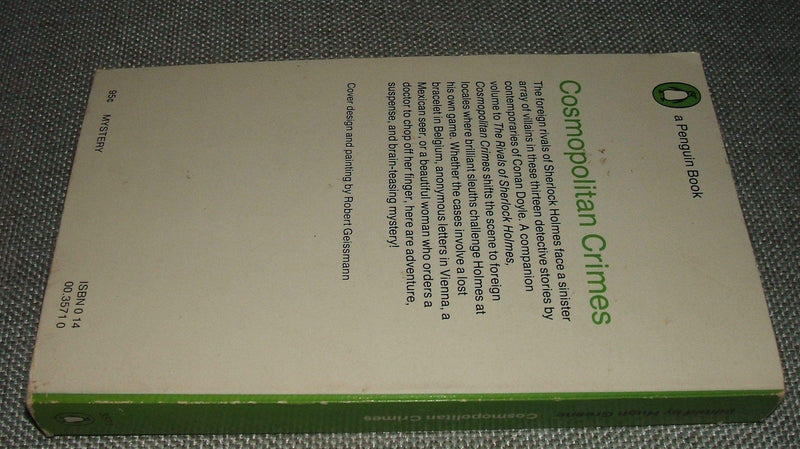 a Penguin Book
Cosmopolitan Crimes
The foreign rivals of Sherlock Holmes face a sinister
array of villains in these thirteen detective stories by
contemporaries of Conan Doyle. A companion
volume to The Rivals of Sherlock Holmes,
Cosmopolitan Crimes shifts the scene to foreign
locales where brilliant sleuths challenge Holmes at
his own game. Whether the cases involve a lost
bracelet in Belgium, anonymous letters in Vienna, a
Mexican seer, or a beautiful woman who orders a
doctor to chop off her finger, here are adventure,
suspense, and brain-teasing mystery!
Cover design and painting by Robert Geissmann
95c MYSTERY
ISBN 0 14
00.3571 0
Edited by Hugh Greene
Cosmopolitan Crimes